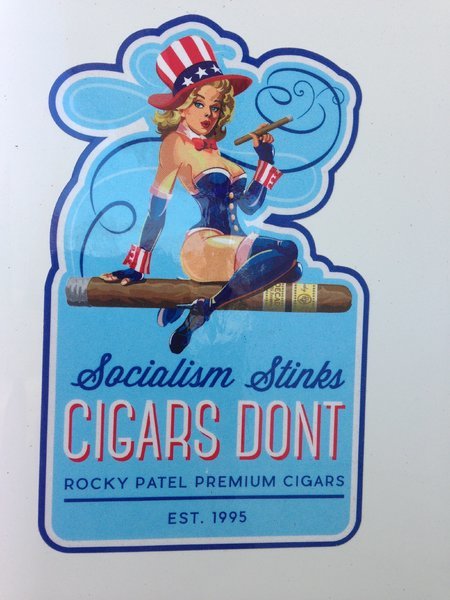 Socialism Stinks
CIGARS DONT
ROCKY PATEL PREMIUM CIGARS
EST. 1995